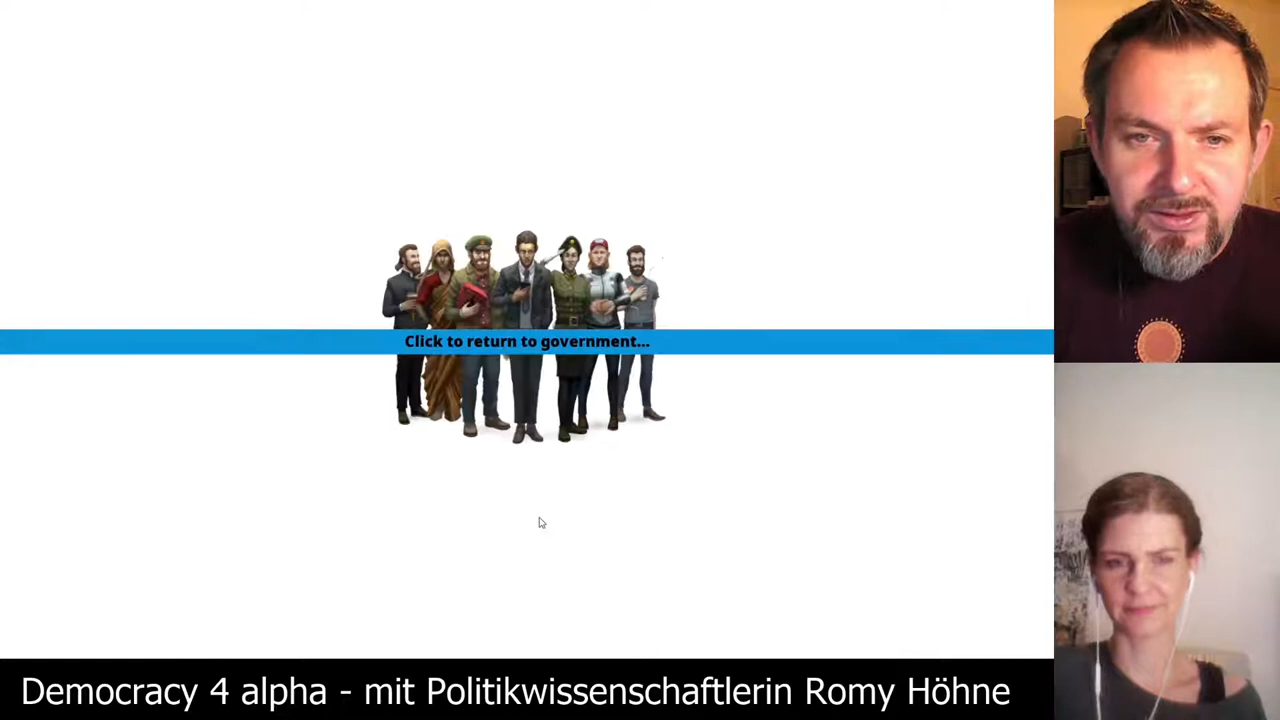 Click to return to government...
Democracy 4 alpha - mit Politikwissenschaftlerin Romy Höhne